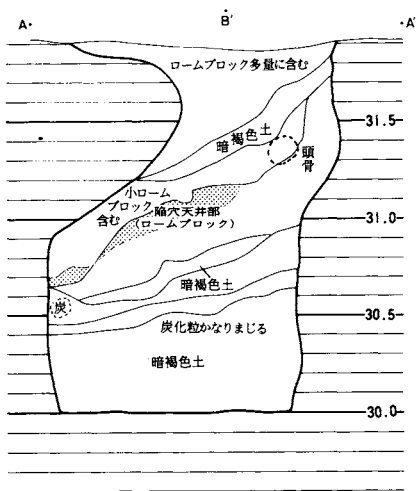 A・
B'
A'
ロームブロック多量に含む
31.5
暗褐色土
頭骨
小ローム
ブロック
含む
陥穴天井部
(ロームブロック)
31.0
暗褐色土
炭
30.5
炭化粒かなりまじる
暗褐色土
30.0